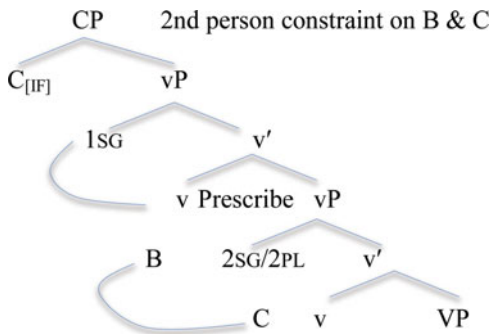 CP 2nd person constraint on B & C
C[IF] vP
1SG v′
v Prescribe vP
B 2SG/2PL v′
C v VP